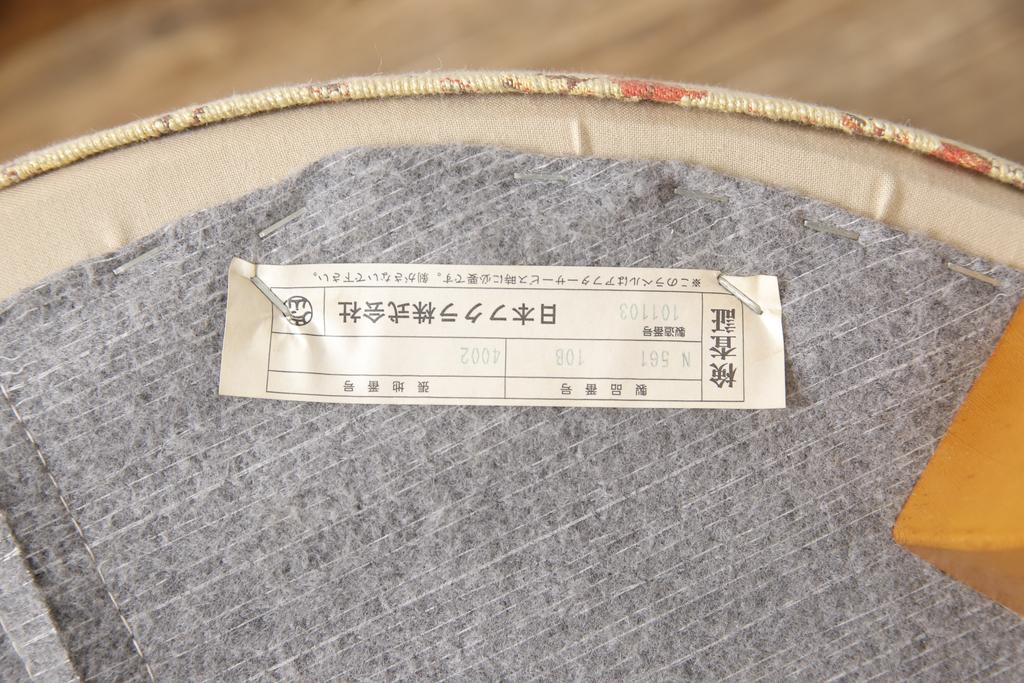 検査証
製品番号 張地番号
N 561 10B 4002
製造番号
101103
日本フクラ株式会社
※このラベルはアフターサービス時に必要です。剥がさないで下さい。